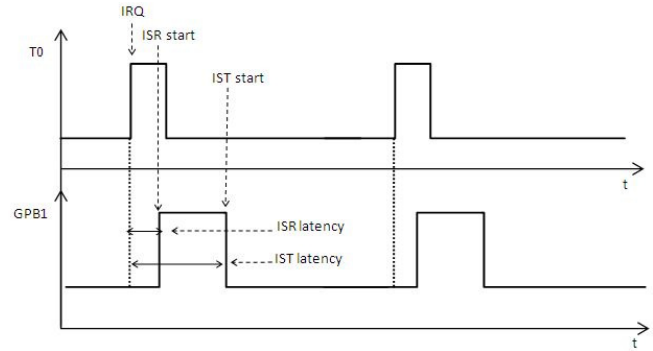 IRQ
ISR start
T0
IST start
t
GPB1
ISR latency
IST latency
t